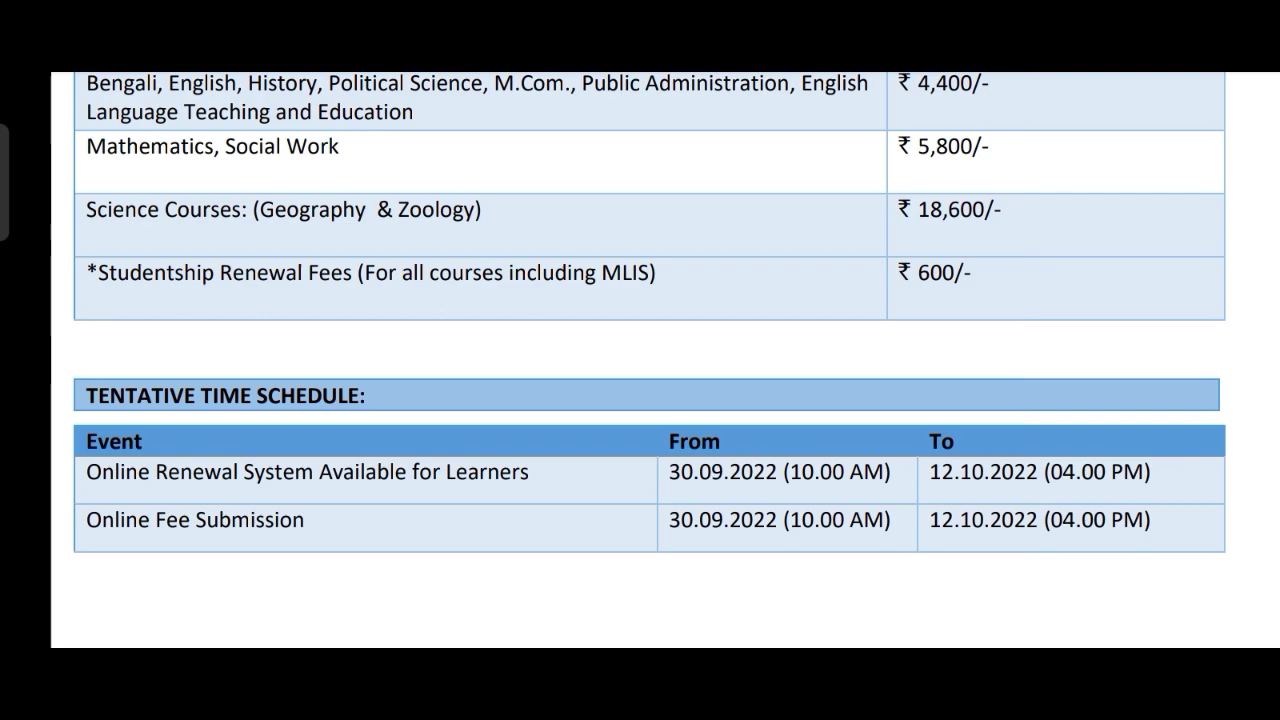 Bengali, English, History, Political Science, M.Com., Public Administration, English ₹ 4,400/-
Language Teaching and Education
Mathematics, Social Work ₹ 5,800/-
Science Courses: (Geography & Zoology) ₹ 18,600/-
*Studentship Renewal Fees (For all courses including MLIS) ₹ 600/-
TENTATIVE TIME SCHEDULE:
Event From To
Online Renewal System Available for Learners 30.09.2022 (10.00 AM) 12.10.2022 (04.00 PM)
Online Fee Submission 30.09.2022 (10.00 AM) 12.10.2022 (04.00 PM)